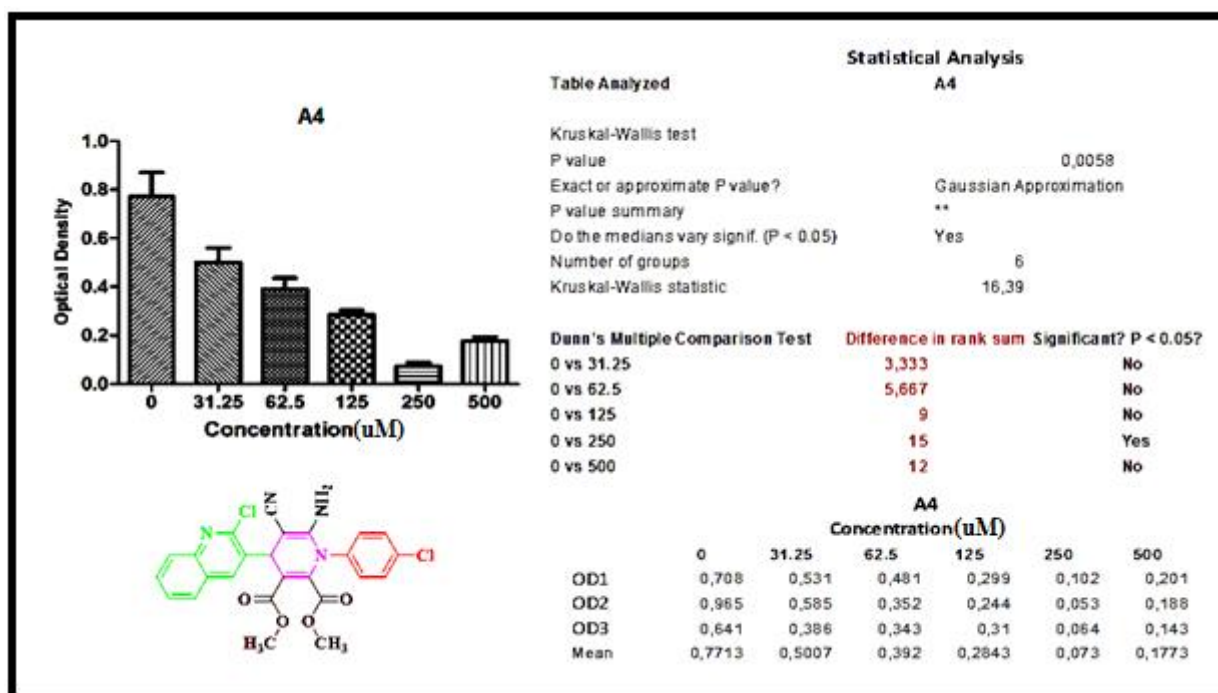 A4
1.0
0.8
0.6
0.4
0.2
0.0
Optical Density
0 31.25 62.5 125 250 500
Concentration(uM)
N Cl CN NH₂
N Cl
O O
O O
H₃C CH₃
Statistical Analysis
Table Analyzed A4
Kruskal-Wallis test
P value 0,0058
Exact or approximate P value? Gaussian Approximation
P value summary **
Do the medians vary signif. (P < 0.05) Yes
Number of groups 6
Kruskal-Wallis statistic 16,39
Dunn's Multiple Comparison Test Difference in rank sum Significant? P < 0.05?
0 vs 31.25 3,333 No
0 vs 62.5 5,667 No
0 vs 125 9 No
0 vs 250 15 Yes
0 vs 500 12 No
A4
Concentration(uM)
0 31.25 62.5 125 250 500
OD1 0,708 0,531 0,481 0,299 0,102 0,201
OD2 0,965 0,585 0,352 0,244 0,053 0,188
OD3 0,641 0,386 0,343 0,31 0,064 0,143
Mean 0,7713 0,5007 0,392 0,2843 0,073 0,1773